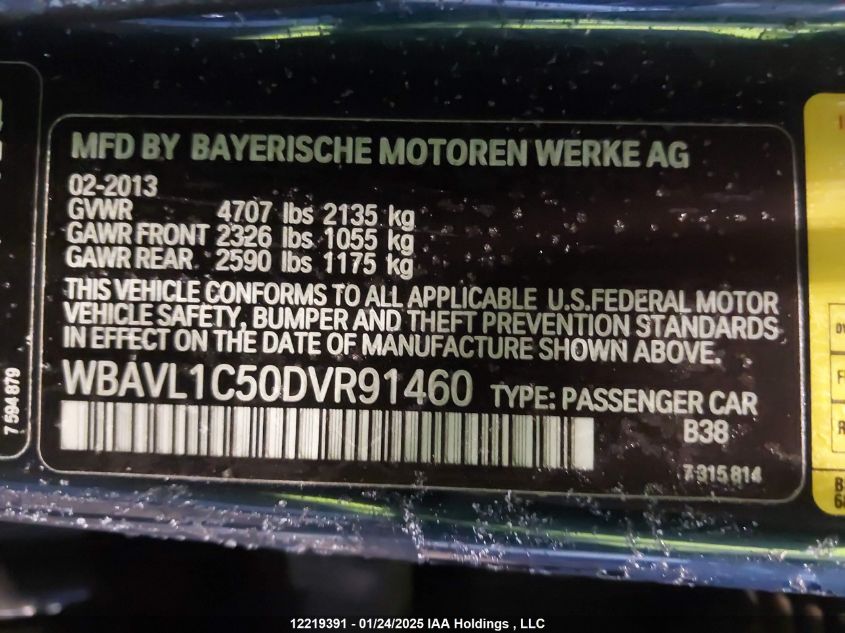 MFD BY BAYERISCHE MOTOREN WERKE AG
02-2013
GVWR 4707 lbs 2135 kg
GAWR FRONT 2326 lbs 1055 kg
GAWR REAR. 2590 lbs 1175 kg
THIS VEHICLE CONFORMS TO ALL APPLICABLE U.S.FEDERAL MOTOR
VEHICLE SAFETY, BUMPER AND THEFT PREVENTION STANDARDS
IN EFFECT ON THE DATE OF MANUFACTURE SHOWN ABOVE.
WBAVL1C50DVR91460 TYPE: PASSENGER CAR
B38
7 915 814
7 594 879
12219391 - 01/24/2025 IAA Holdings , LLC